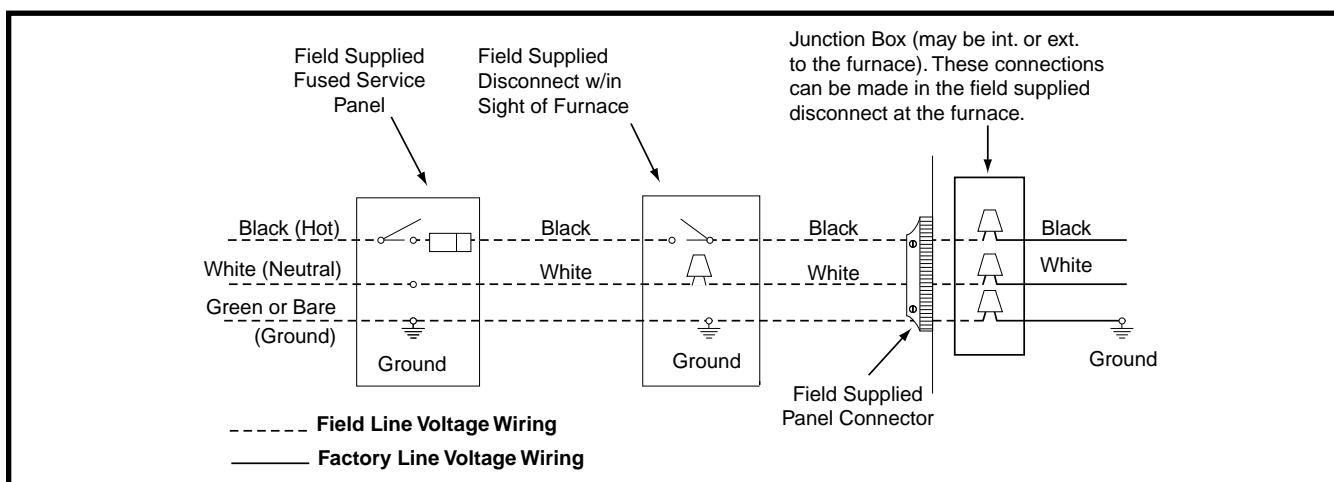 Field Supplied
Fused Service
Panel
Field Supplied
Disconnect w/in
Sight of Furnace
Junction Box (may be int. or ext.
to the furnace). These connections
can be made in the field supplied
disconnect at the furnace.
Black (Hot)
Black
Black
Black
White (Neutral)
White
White
White
Green or Bare
(Ground)
Ground
Ground
Ground
Field Supplied
Panel Connector
Field Line Voltage Wiring
Factory Line Voltage Wiring